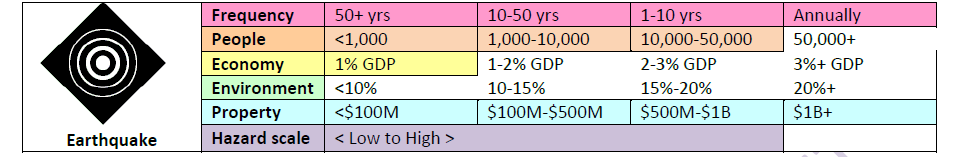 Frequency 50+ yrs 10-50 yrs 1-10 yrs Annually
People <1,000 1,000-10,000 10,000-50,000 50,000+
Economy 1% GDP 1-2% GDP 2-3% GDP 3%+ GDP
Environment <10% 10-15% 15%-20% 20%+
Property <$100M $100M-$500M $500M-$1B $1B+
Earthquake Hazard scale < Low to High >